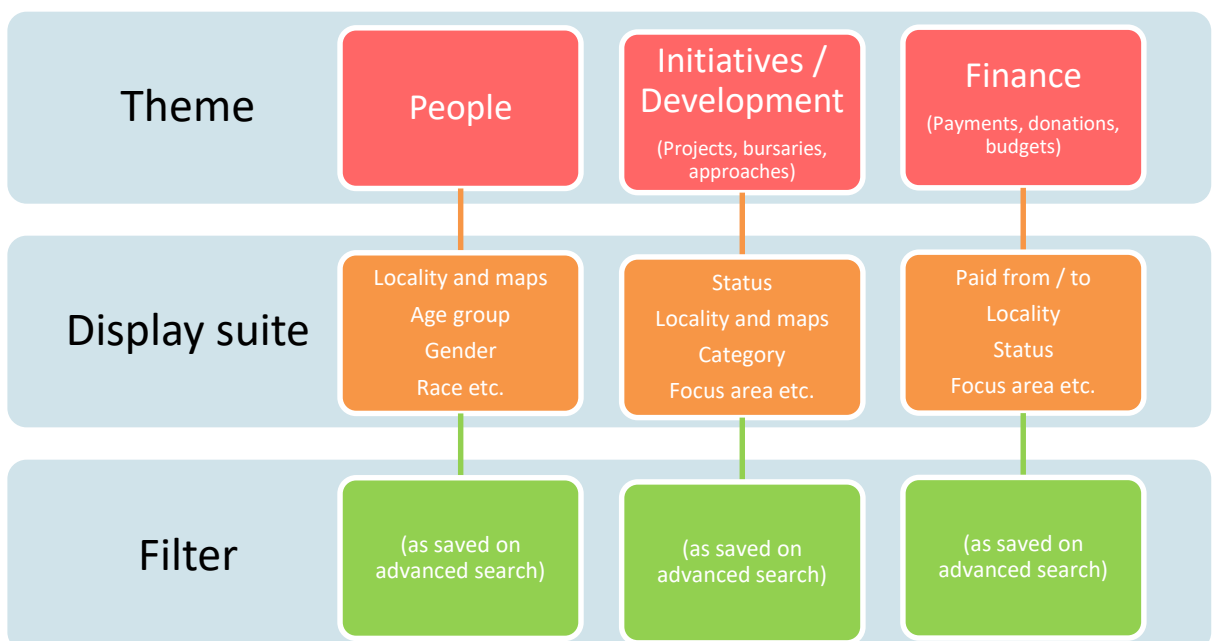 Theme
People
Initiatives /
Development
(Projects, bursaries,
approaches)
Finance
(Payments, donations,
budgets)
Display suite
Locality and maps
Age group
Gender
Race etc.
Status
Locality and maps
Category
Focus area etc.
Paid from / to
Locality
Status
Focus area etc.
Filter
(as saved on
advanced search)
(as saved on
advanced search)
(as saved on
advanced search)